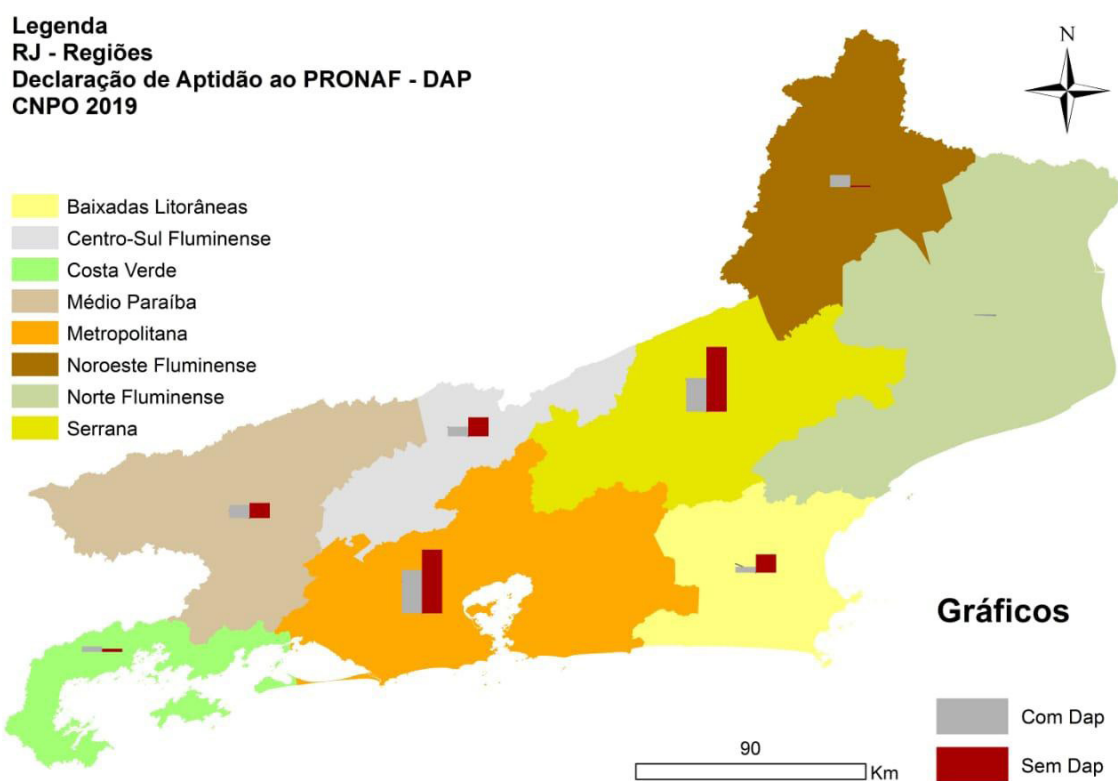 Legenda
RJ - Regiões
Declaração de Aptidão ao PRONAF - DAP
CNPO 2019
N
Baixadas Litorâneas
Centro-Sul Fluminense
Costa Verde
Médio Paraíba
Metropolitana
Noroeste Fluminense
Norte Fluminense
Serrana
Gráficos
Com Dap
Sem Dap
90
Km